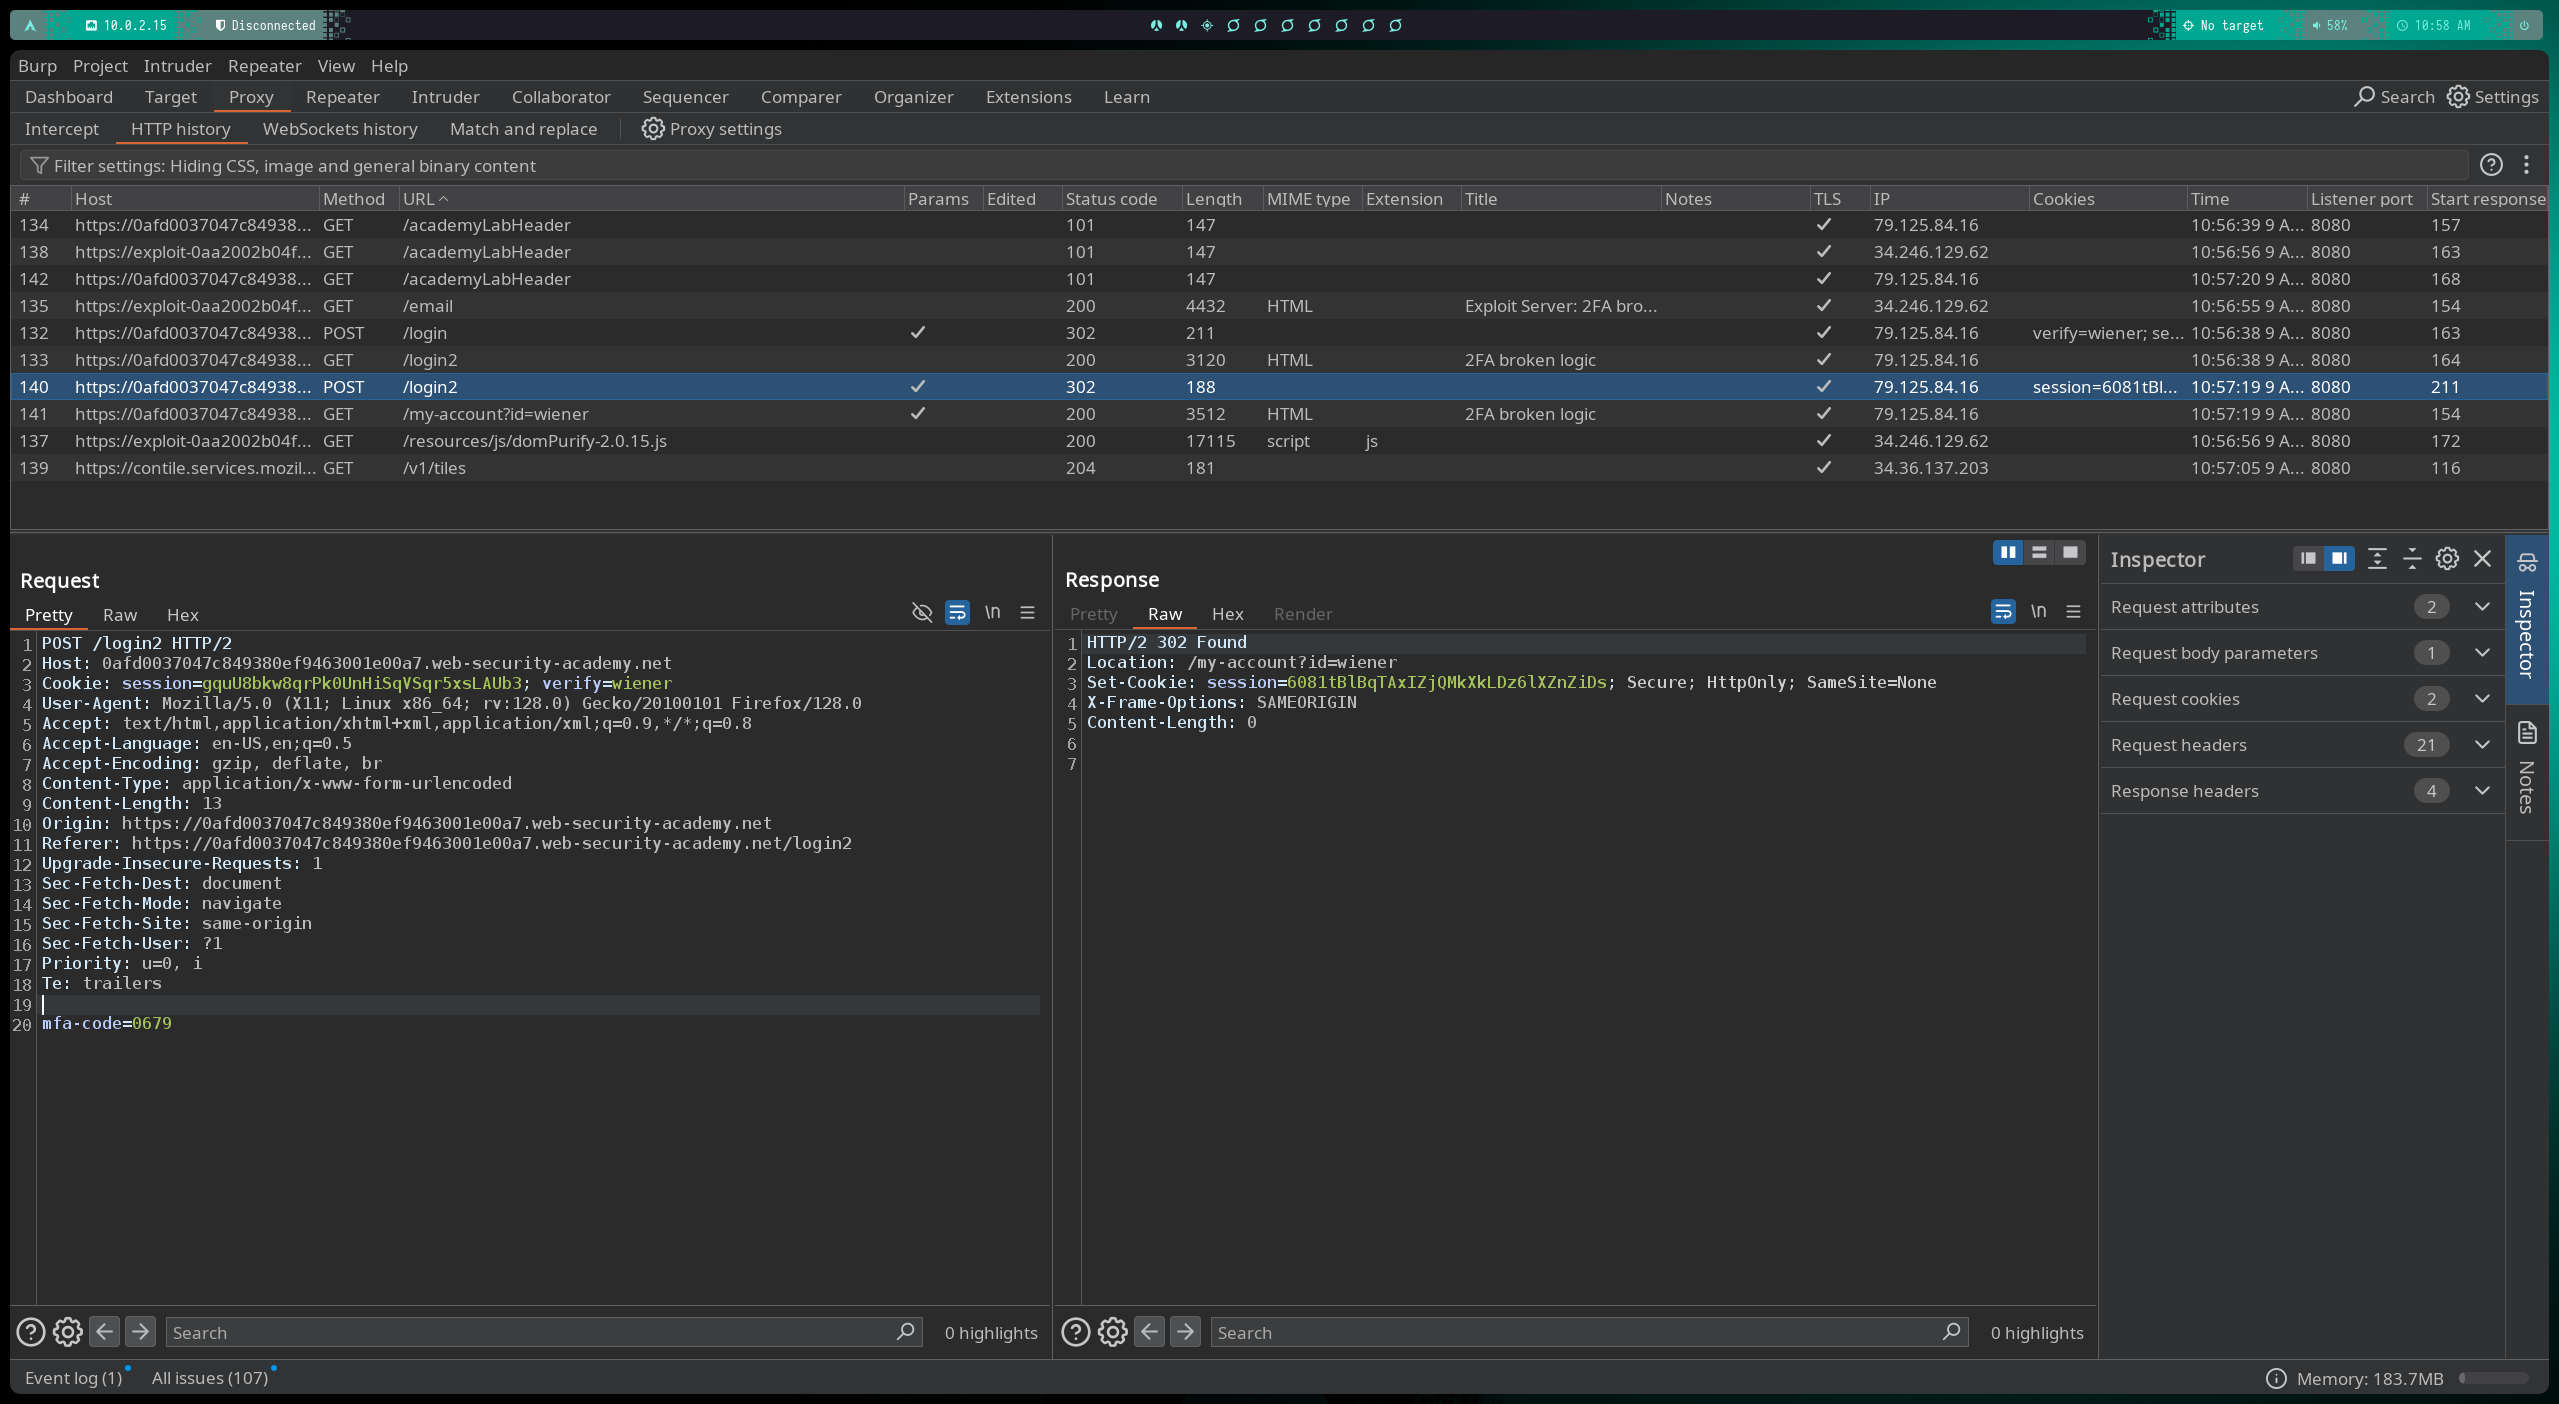 10.0.2.15 Disconnected No target 58% 10:58 AM
Burp Project Intruder Repeater View Help
Dashboard Target Proxy Repeater Intruder Collaborator Sequencer Comparer Organizer Extensions Learn Search Settings
Intercept HTTP history WebSockets history Match and replace Proxy settings
Filter settings: Hiding CSS, image and general binary content
# Host Method URL Params Edited Status code Length MIME type Extension Title Notes TLS IP Cookies Time Listener port Start response
134 https://0afd0037047c84938... GET /academyLabHeader 101 147 79.125.84.16 10:56:39 9 A... 8080 157
138 https://exploit-0aa2002b04f... GET /academyLabHeader 101 147 34.246.129.62 10:56:56 9 A... 8080 163
142 https://0afd0037047c84938... GET /academyLabHeader 101 147 79.125.84.16 10:57:20 9 A... 8080 168
135 https://exploit-0aa2002b04f... GET /email 200 4432 HTML Exploit Server: 2FA bro... 34.246.129.62 10:56:55 9 A... 8080 154
132 https://0afd0037047c84938... POST /login 302 211 79.125.84.16 verify=wiener; se... 10:56:38 9 A... 8080 163
133 https://0afd0037047c84938... GET /login2 200 3120 HTML 2FA broken logic 79.125.84.16 10:56:38 9 A... 8080 164
140 https://0afd0037047c84938... POST /login2 302 188 79.125.84.16 session=6081tBl... 10:57:19 9 A... 8080 211
141 https://0afd0037047c84938... GET /my-account?id=wiener 200 3512 HTML 2FA broken logic 79.125.84.16 10:57:19 9 A... 8080 154
137 https://exploit-0aa2002b04f... GET /resources/js/domPurify-2.0.15.js 200 17115 script js 34.246.129.62 10:56:56 9 A... 8080 172
139 https://contile.services.mozil... GET /v1/tiles 204 181 34.36.137.203 10:57:05 9 A... 8080 116
Request
Pretty Raw Hex \n
1 POST /login2 HTTP/2
2 Host: 0afd0037047c849380ef9463001e00a7.web-security-academy.net
3 Cookie: session=gquU8bkw8qrPk0UnHiSqVSqr5xsLAUb3; verify=wiener
4 User-Agent: Mozilla/5.0 (X11; Linux x86_64; rv:128.0) Gecko/20100101 Firefox/128.0
5 Accept: text/html,application/xhtml+xml,application/xml;q=0.9,*/*;q=0.8
6 Accept-Language: en-US,en;q=0.5
7 Accept-Encoding: gzip, deflate, br
8 Content-Type: application/x-www-form-urlencoded
9 Content-Length: 13
10 Origin: https://0afd0037047c849380ef9463001e00a7.web-security-academy.net
11 Referer: https://0afd0037047c849380ef9463001e00a7.web-security-academy.net/login2
12 Upgrade-Insecure-Requests: 1
13 Sec-Fetch-Dest: document
14 Sec-Fetch-Mode: navigate
15 Sec-Fetch-Site: same-origin
16 Sec-Fetch-User: ?1
17 Priority: u=0, i
18 Te: trailers
19
20 mfa-code=0679
Search 0 highlights
Response
Pretty Raw Hex Render \n
1 HTTP/2 302 Found
2 Location: /my-account?id=wiener
3 Set-Cookie: session=6081tBlBqTAxIZjQMkXkLDz6lXZnZiDs; Secure; HttpOnly; SameSite=None
4 X-Frame-Options: SAMEORIGIN
5 Content-Length: 0
6
7
Search 0 highlights
Inspector
Request attributes 2
Request body parameters 1
Request cookies 2
Request headers 21
Response headers 4
Inspector
Notes
Event log (1) All issues (107) Memory: 183.7MB